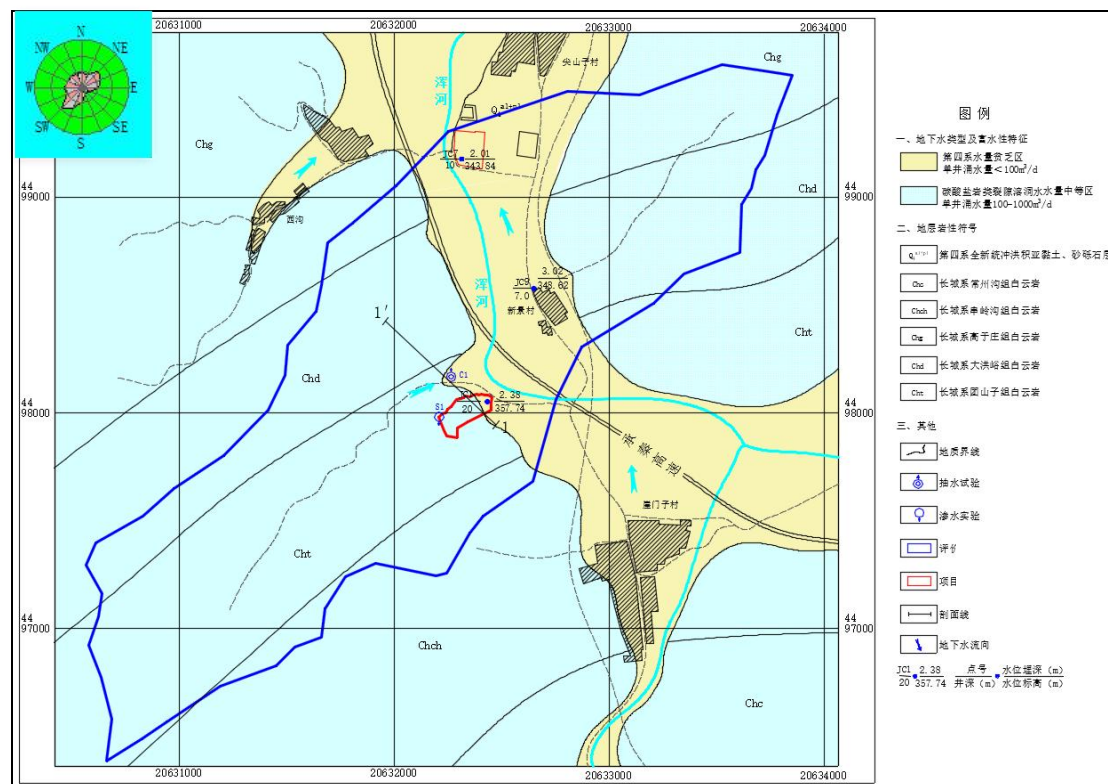 20631000 20632000 20633000 20634000
N
NW NE
W E
SW SE
S
Chg
尖山子村
浑河
Q₄ᵃˡ⁺ᵖˡ
Chg
JC7 2.01
10 343.84
Chd
44
99000
44
99000
西沟
浑河
JC9 3.02
7.0 348.62
新景村
1′
Cht
Chd
C1
JC1 2.38
20 357.74
S1
44
98000
44
98000
1
承秦高速
崖门子村
Cht
44
97000
44
97000
Chch
Chc
20631000 20632000 20633000 20634000
图 例
一、地下水类型及富水性特征
第四系水量贫乏区
单井涌水量<100m³/d
碳酸盐岩类裂隙溶洞水水量中等区
单井涌水量100-1000m³/d
二、地层岩性符号
Q₄ᵃˡ⁺ᵖˡ 第四系全新统冲洪积亚黏土、砂砾石层
Chc 长城系常州沟组白云岩
Chch 长城系串岭沟组白云岩
Chg 长城系高于庄组白云岩
Chd 长城系大洪峪组白云岩
Cht 长城系团山子组白云岩
三、其他
地质界线
抽水试验
渗水实验
评
项目
剖面线
地下水流向
JC1 2.38 点号 水位埋深(m)
20 357.74 井深(m) 水位标高(m)